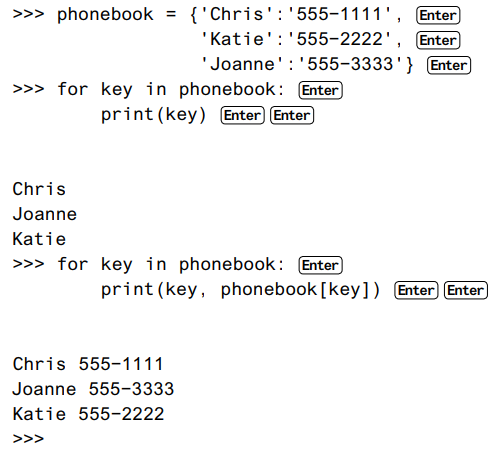 >>> phonebook = {'Chris':'555-1111', Enter
'Katie':'555-2222', Enter
'Joanne':'555-3333'} Enter
>>> for key in phonebook: Enter
print(key) Enter Enter
Chris
Joanne
Katie
>>> for key in phonebook: Enter
print(key, phonebook[key]) Enter Enter
Chris 555-1111
Joanne 555-3333
Katie 555-2222
>>>